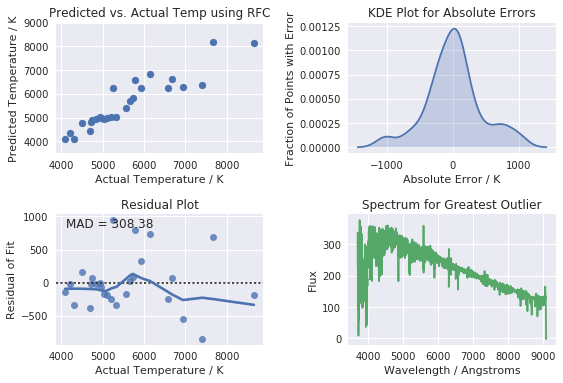 Predicted vs. Actual Temp using RFC
Predicted Temperature / K
9000
8000
7000
6000
5000
4000
4000 5000 6000 7000 8000
Actual Temperature / K
KDE Plot for Absolute Errors
Fraction of Points with Error
0.00125
0.00100
0.00075
0.00050
0.00025
0.00000
−1000 0 1000
Absolute Error / K
Residual Plot
MAD = 308.38
Residual of Fit
1000
500
0
−500
4000 5000 6000 7000 8000
Actual Temperature / K
Spectrum for Greatest Outlier
Flux
300
200
100
0
4000 5000 6000 7000 8000 9000
Wavelength / Angstroms